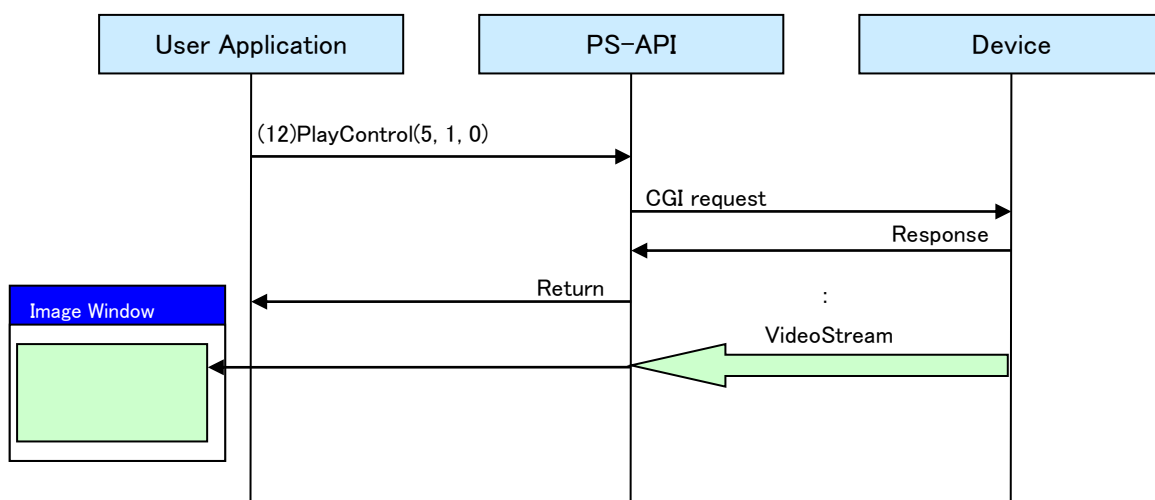 User Application
PS-API
Device
(12)PlayControl(5, 1, 0)
CGI request
Response
Return
:
Image Window
VideoStream